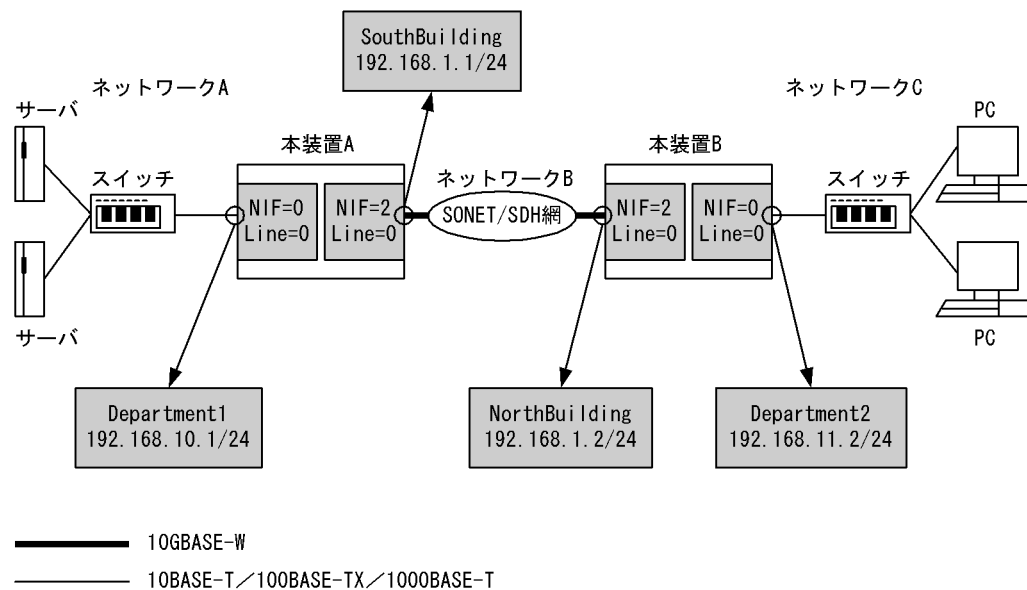 SouthBuilding
192.168.1.1/24
ネットワークA
ネットワークC
サーバ
PC
本装置A
本装置B
スイッチ
ネットワークB
スイッチ
NIF=0
Line=0
NIF=2
Line=0
SONET/SDH網
NIF=2
Line=0
NIF=0
Line=0
サーバ
PC
Department1
192.168.10.1/24
NorthBuilding
192.168.1.2/24
Department2
192.168.11.2/24
10GBASE-W
10BASE-T／100BASE-TX／1000BASE-T